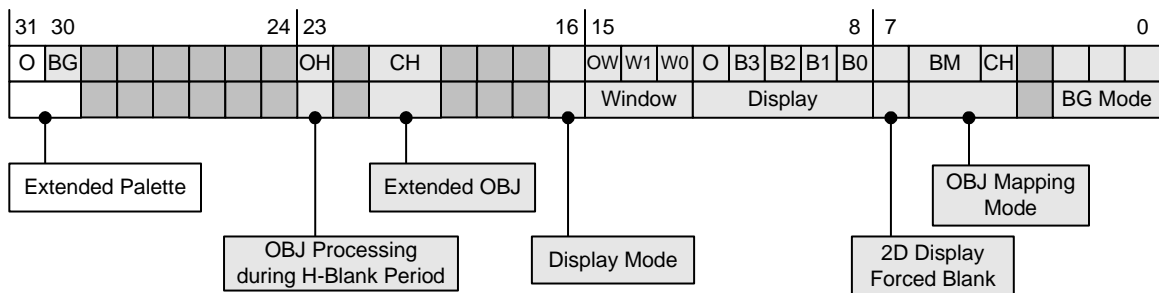 31 30 24 23 16 15 8 7 0
O BG OH CH OW W1 W0 O B3 B2 B1 B0 BM CH
Window Display BG Mode
Extended Palette
Extended OBJ
OBJ Mapping
Mode
OBJ Processing
during H-Blank Period
Display Mode
2D Display
Forced Blank